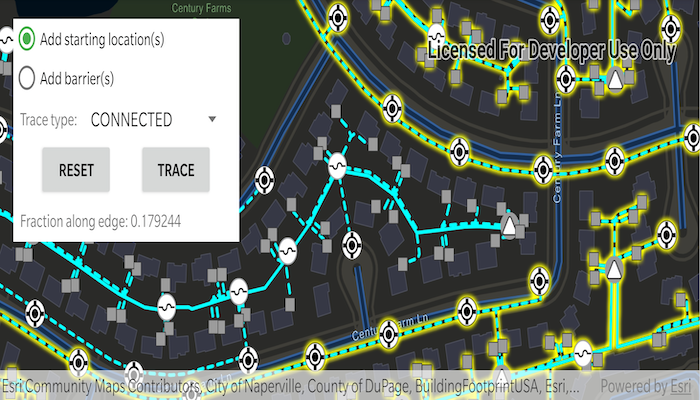 Century Farms
Add starting location(s)
Licensed For Developer Use Only
Add barrier(s)
Trace type: CONNECTED
RESET TRACE
Century Farm Ln
Fraction along edge: 0.179244
Century Farm Ln
Esri Community Maps Contributors, City of Naperville, County of DuPage, BuildingFootprintUSA, Esri,... Powered by Esri